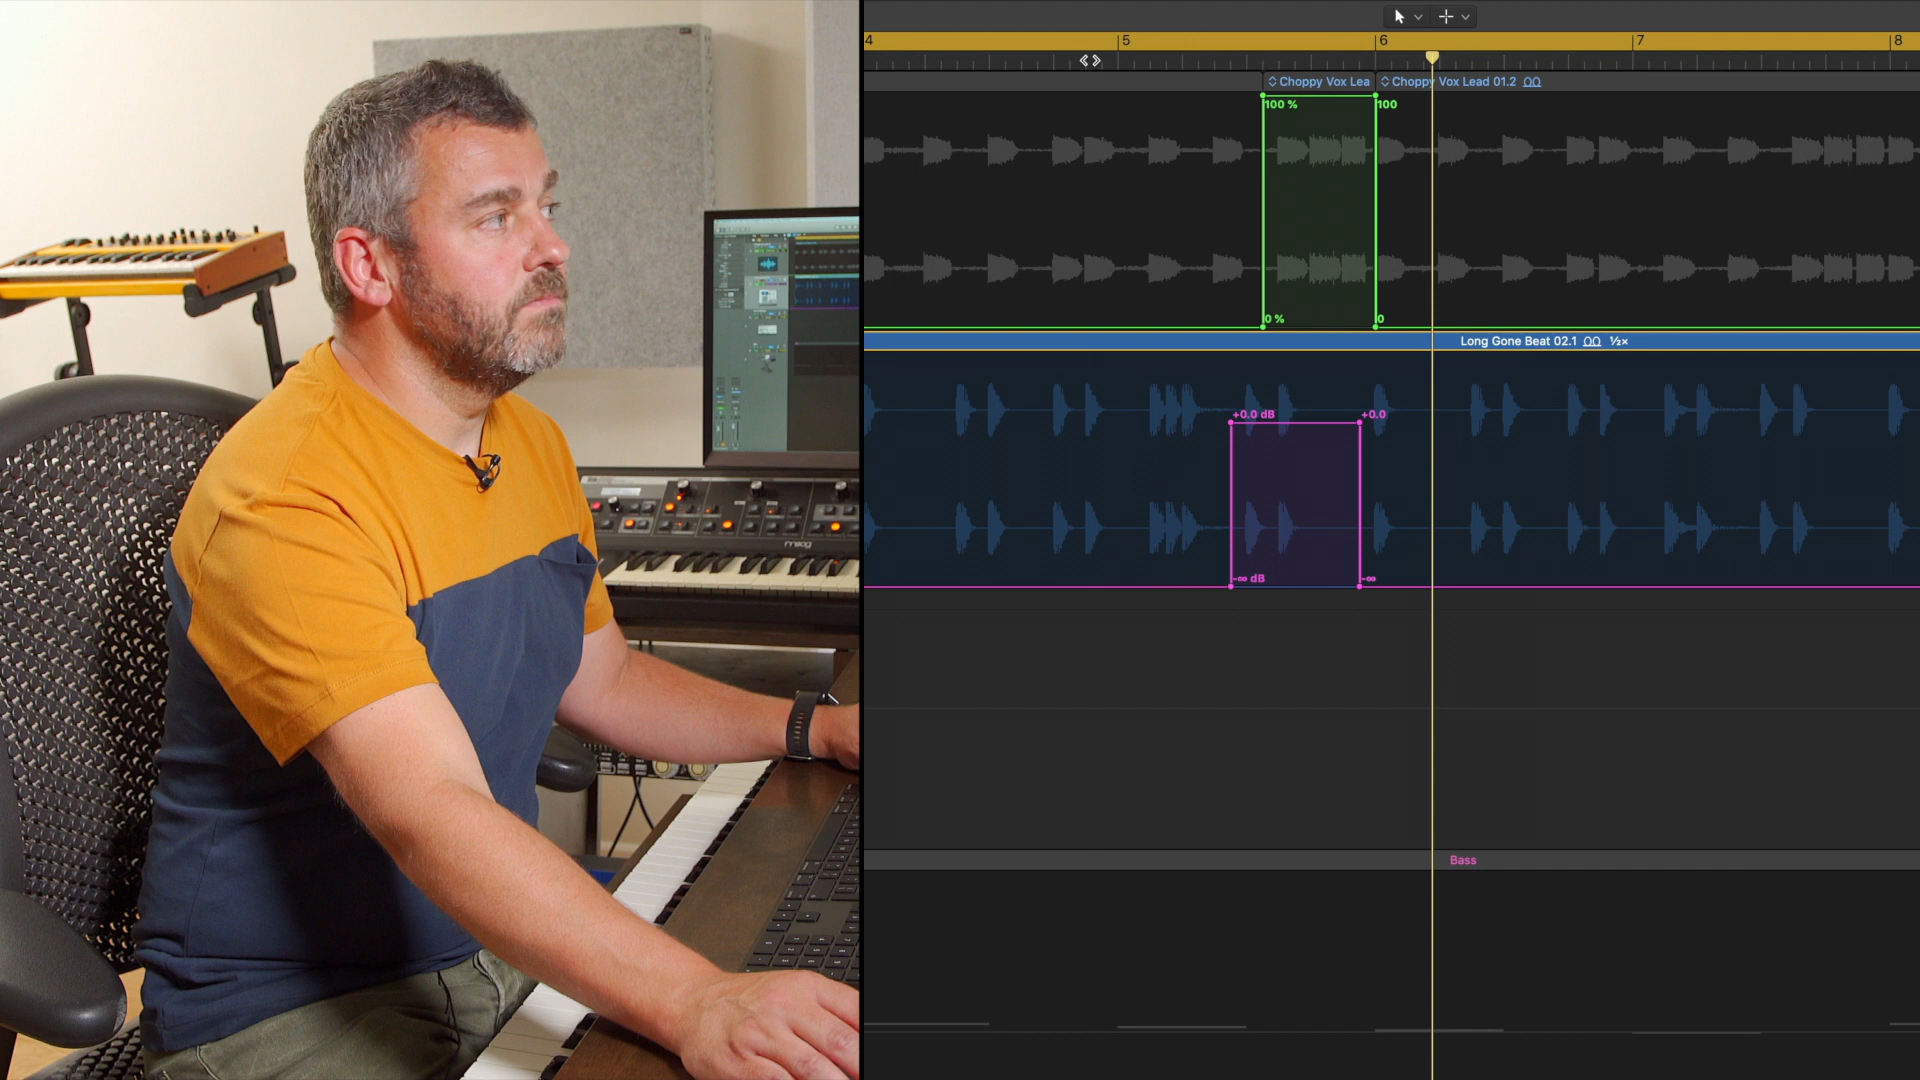 4 5 6 7 8
Choppy Vox Lea Choppy Vox Lead 01.2
100 % 100
0 % 0
Long Gone Beat 02.1 ½×
+0.0 dB +0.0
-∞ dB -∞
moog
Bass